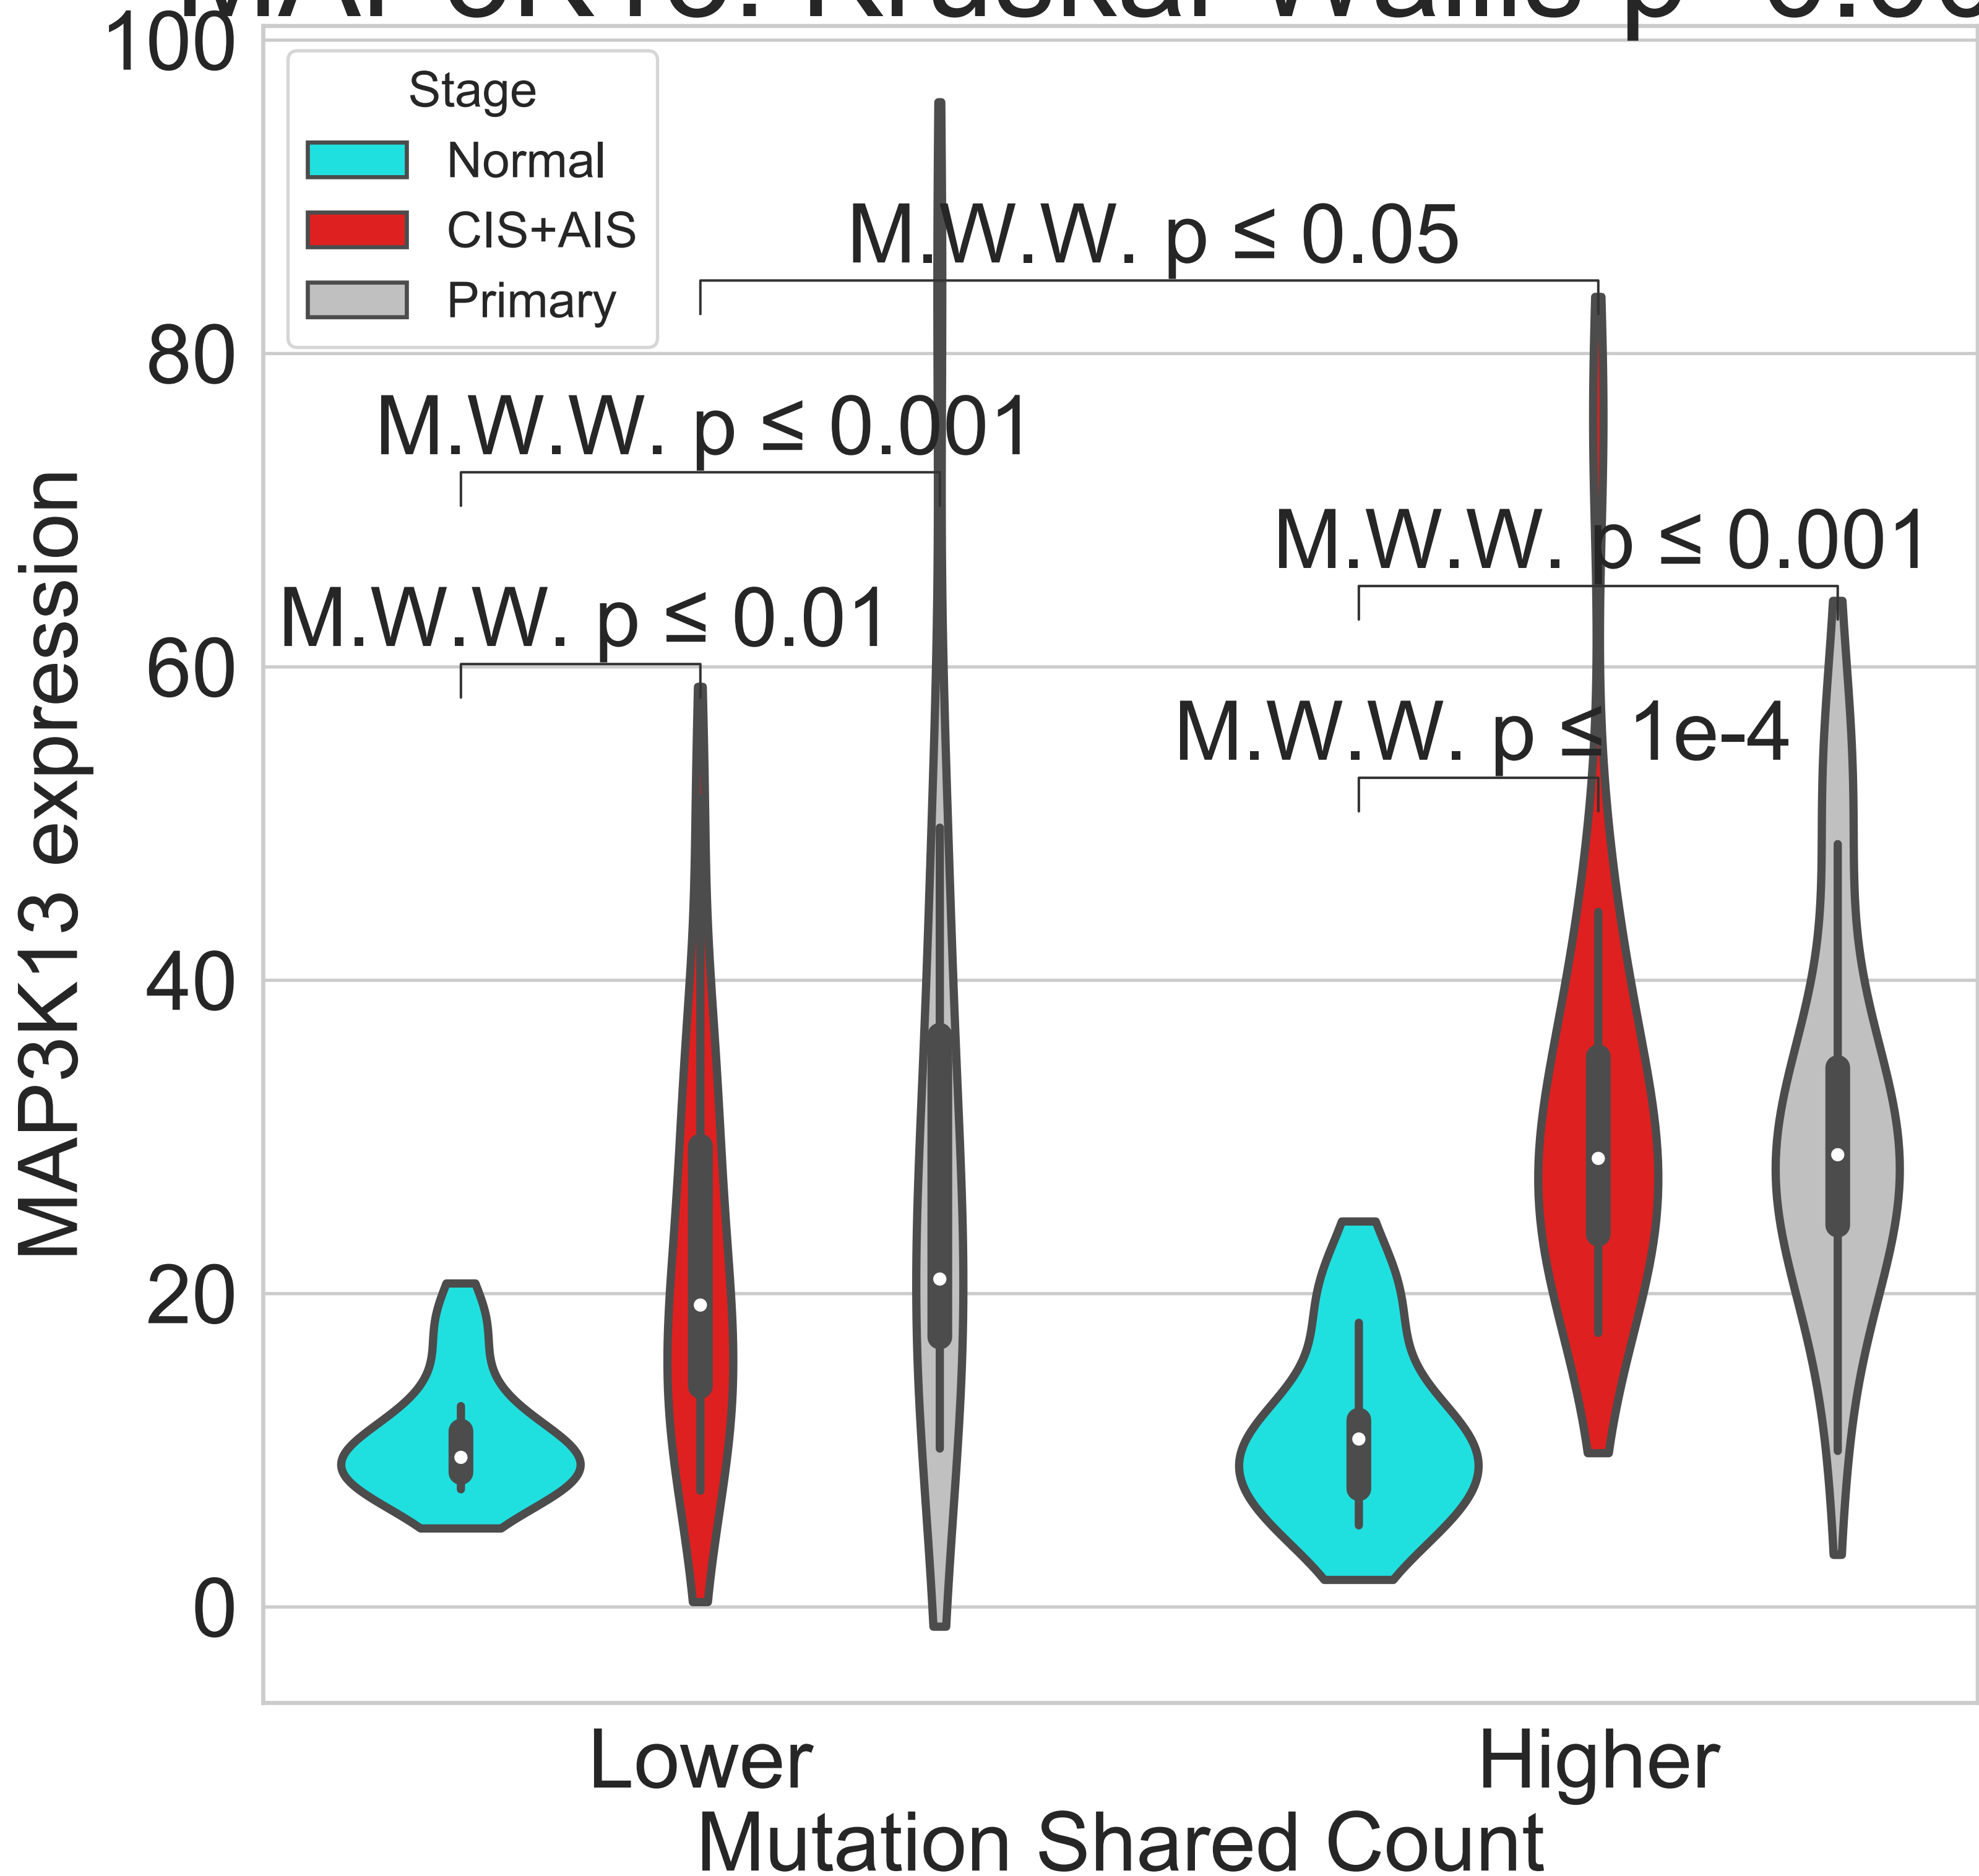 100
Stage
Normal
CIS+AIS
Primary
M.W.W. p ≤ 0.05
80
M.W.W. p ≤ 0.001
M.W.W. p ≤ 0.001
M.W.W. p ≤ 0.01
60
M.W.W. p ≤ 1e-4
MAP3K13 expression
40
20
0
Lower
Higher
Mutation Shared Count